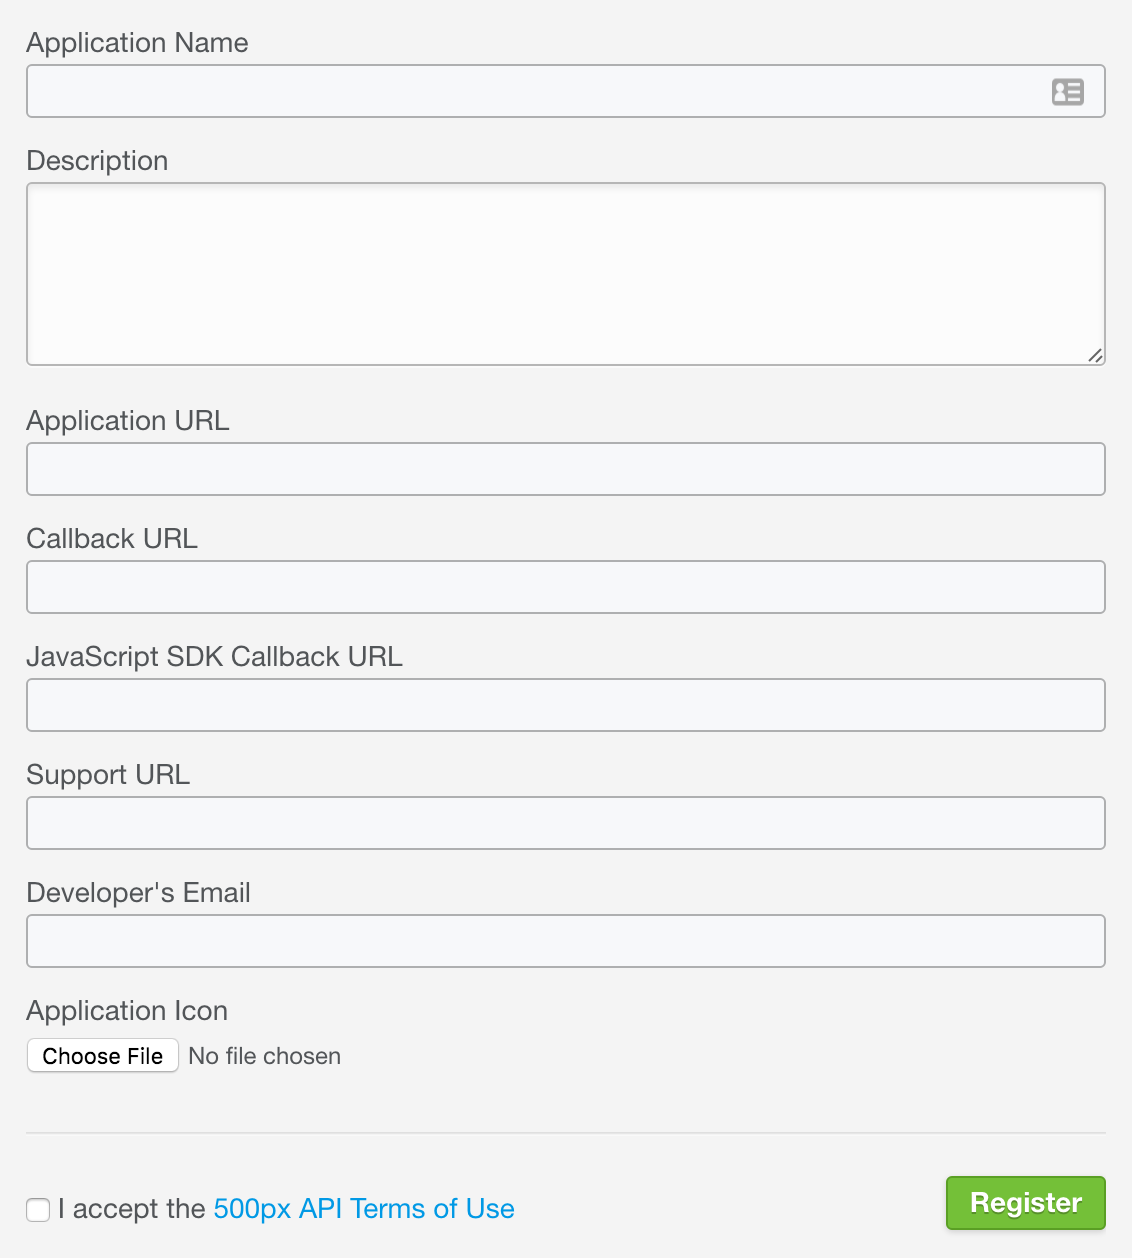 Application Name
Description
Application URL
Callback URL
JavaScript SDK Callback URL
Support URL
Developer's Email
Application Icon
Choose File No file chosen
I accept the 500px API Terms of Use
Register